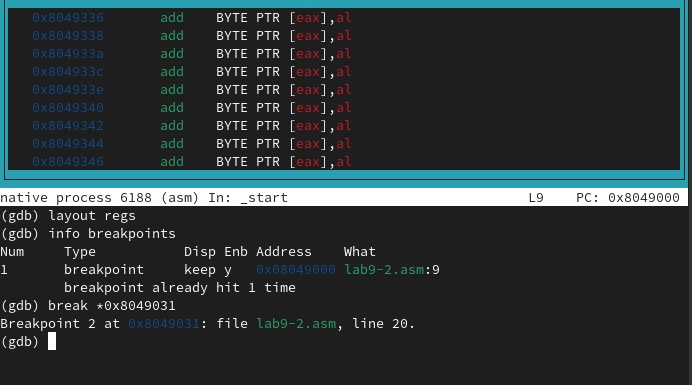 0x8049336 add BYTE PTR [eax],al
0x8049338 add BYTE PTR [eax],al
0x804933a add BYTE PTR [eax],al
0x804933c add BYTE PTR [eax],al
0x804933e add BYTE PTR [eax],al
0x8049340 add BYTE PTR [eax],al
0x8049342 add BYTE PTR [eax],al
0x8049344 add BYTE PTR [eax],al
0x8049346 add BYTE PTR [eax],al
native process 6188 (asm) In: _start L9 PC: 0x8049000
(gdb) layout regs
(gdb) info breakpoints
Num Type Disp Enb Address What
1 breakpoint keep y 0x08049000 lab9-2.asm:9
breakpoint already hit 1 time
(gdb) break *0x8049031
Breakpoint 2 at 0x8049031: file lab9-2.asm, line 20.
(gdb)